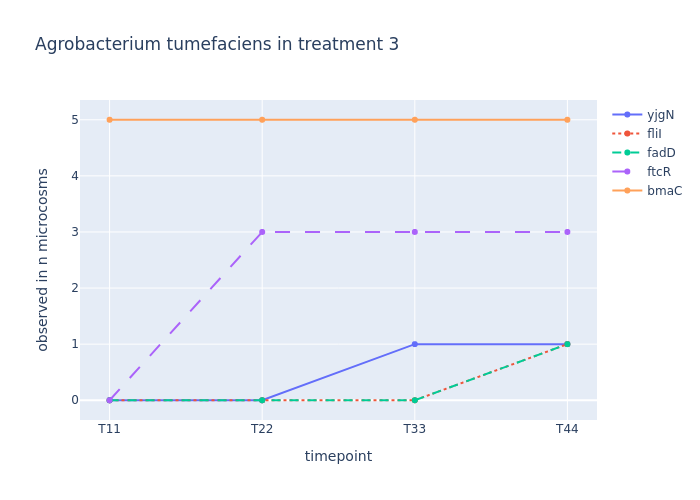 Agrobacterium tumefaciens in treatment 3
observed in n microcosms
5
4
3
2
1
0
T11
T22
T33
T44
timepoint
yjgN
fliI
fadD
ftcR
bmaC